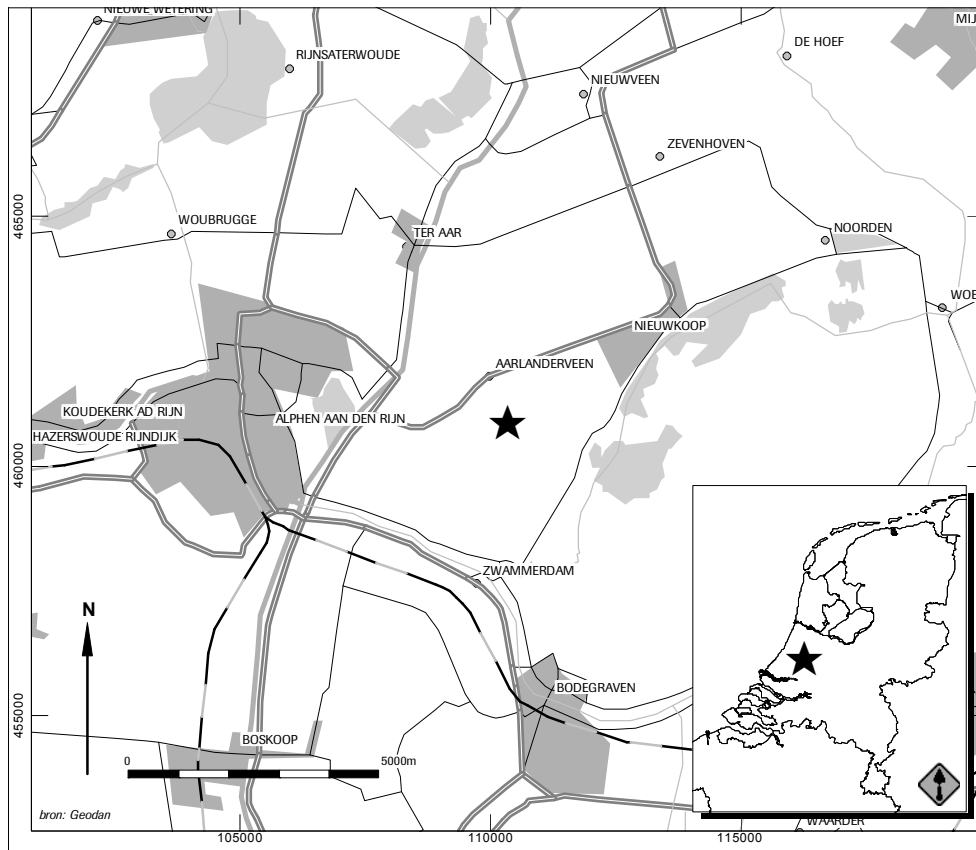 NIEUWE WETERING
DE HOEF
MIJ
RIJNSATERWOUDE
NIEUWVEEN
ZEVENHOVEN
465000
WOUBRUGGE
TER AAR
NOORDEN
WOE
NIEUWKOOP
AARLANDERVEEN
KOUDEKERK AD RIJN
ALPHEN AAN DEN RIJN
HAZERSWOUDE RIJNDIJK
460000
ZWAMMERDAM
N
BODEGRAVEN
455000
BOSKOOP
0 5000m
bron: Geodan
WAARDER
105000 110000 115000